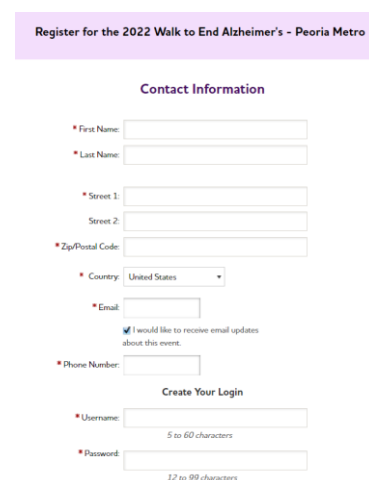 Register for the 2022 Walk to End Alzheimer's - Peoria Metro
Contact Information
* First Name:
* Last Name:
* Street 1:
Street 2:
* Zip/Postal Code:
* Country: United States
* Email:
I would like to receive email updates
about this event.
* Phone Number:
Create Your Login
* Username:
5 to 60 characters
* Password:
12 to 99 characters